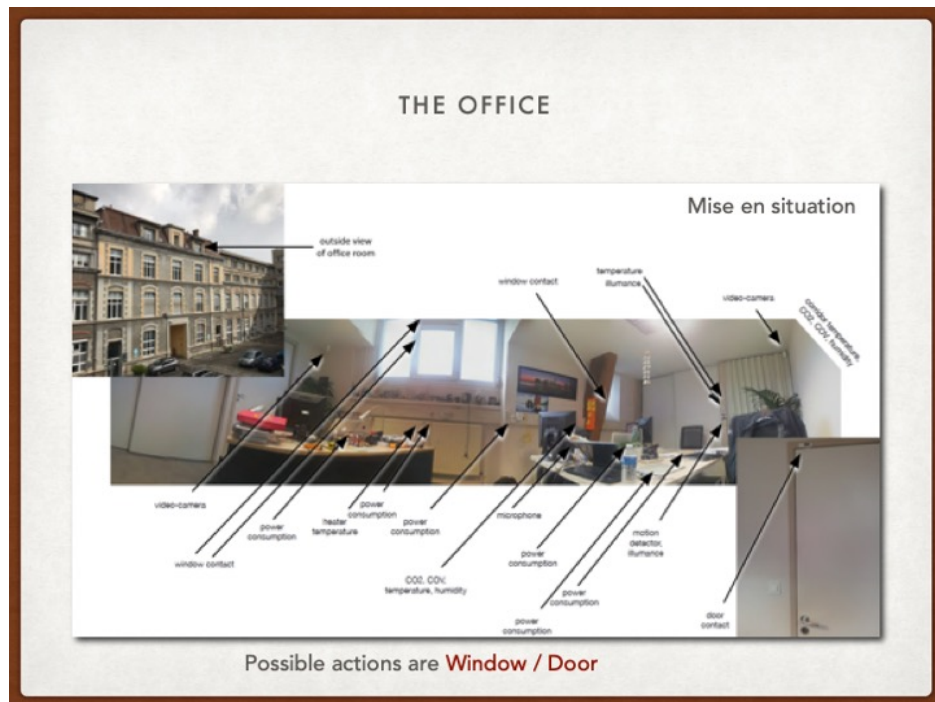 THE OFFICE
Mise en situation
outside view
of office room
window contact
temperature
illumance
video-camera
corridor temperature,
CO2, COV, humidity
video-camera
window contact
power
consumption
heater
temperature
power
consumption
power
consumption
CO2, COV,
temperature, humidity
microphone
power
consumption
power
consumption
power
consumption
motion
detector,
illumance
door
contact
Possible actions are Window / Door